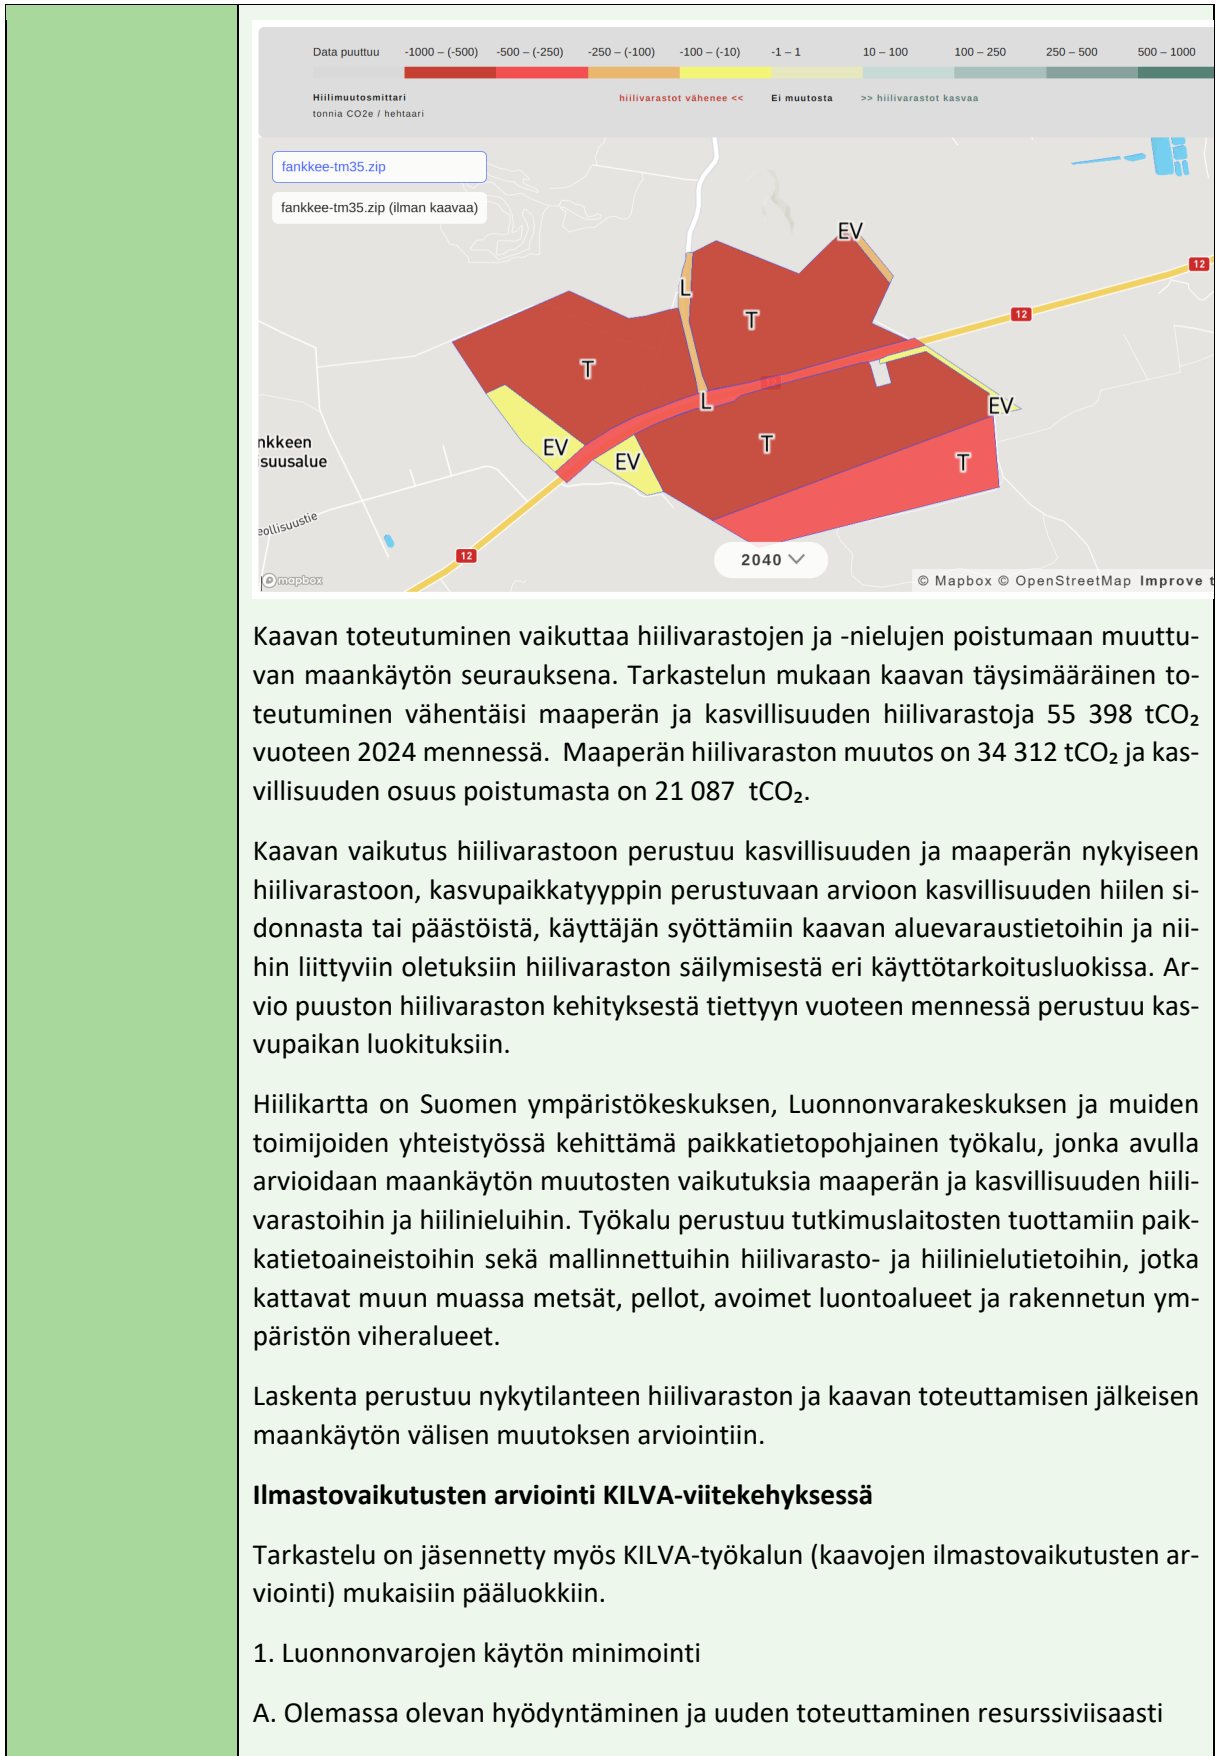 Data puuttuu -1000 – (-500) -500 – (-250) -250 – (-100) -100 – (-10) -1 – 1 10 – 100 100 – 250 250 – 500 500 – 1000
Hiilimuutosmittari hiilivarastot vähenee << Ei muutosta >> hiilivarastot kasvaa
tonnia CO2e / hehtaari
fankkee-tm35.zip
fankkee-tm35.zip (ilman kaavaa)
EV
12
L
12
T
T
L
EV
nkkeen
suusalue
EV
EV
T
T
eollisuustie
12
2040
mapbox
© Mapbox © OpenStreetMap Improve t
Kaavan toteutuminen vaikuttaa hiilivarastojen ja -nielujen poistumaan muuttu-
van maankäytön seurauksena. Tarkastelun mukaan kaavan täysimääräinen to-
teutuminen vähentäisi maaperän ja kasvillisuuden hiilivarastoja 55 398 tCO₂
vuoteen 2024 mennessä. Maaperän hiilivaraston muutos on 34 312 tCO₂ ja kas-
villisuuden osuus poistumasta on 21 087 tCO₂.
Kaavan vaikutus hiilivarastoon perustuu kasvillisuuden ja maaperän nykyiseen
hiilivarastoon, kasvupaikkatyyppin perustuvaan arvioon kasvillisuuden hiilen si-
donnasta tai päästöistä, käyttäjän syöttämiin kaavan aluevaraustietoihin ja nii-
hin liittyviin oletuksiin hiilivaraston säilymisestä eri käyttötarkoitusluokissa. Ar-
vio puuston hiilivaraston kehityksestä tiettyyn vuoteen mennessä perustuu kas-
vupaikan luokituksiin.
Hiilikartta on Suomen ympäristökeskuksen, Luonnonvarakeskuksen ja muiden
toimijoiden yhteistyössä kehittämä paikkatietopohjainen työkalu, jonka avulla
arvioidaan maankäytön muutosten vaikutuksia maaperän ja kasvillisuuden hiili-
varastoihin ja hiilinieluihin. Työkalu perustuu tutkimuslaitosten tuottamiin paik-
katietoaineistoihin sekä mallinnettuihin hiilivarasto- ja hiilinielutietoihin, jotka
kattavat muun muassa metsät, pellot, avoimet luontoalueet ja rakennetun ym-
päristön viheralueet.
Laskenta perustuu nykytilanteen hiilivaraston ja kaavan toteuttamisen jälkeisen
maankäytön välisen muutoksen arviointiin.
Ilmastovaikutusten arviointi KILVA-viitekehyksessä
Tarkastelu on jäsennetty myös KILVA-työkalun (kaavojen ilmastovaikutusten ar-
viointi) mukaisiin pääluokkiin.
1. Luonnonvarojen käytön minimointi
A. Olemassa olevan hyödyntäminen ja uuden toteuttaminen resurssiviisaasti